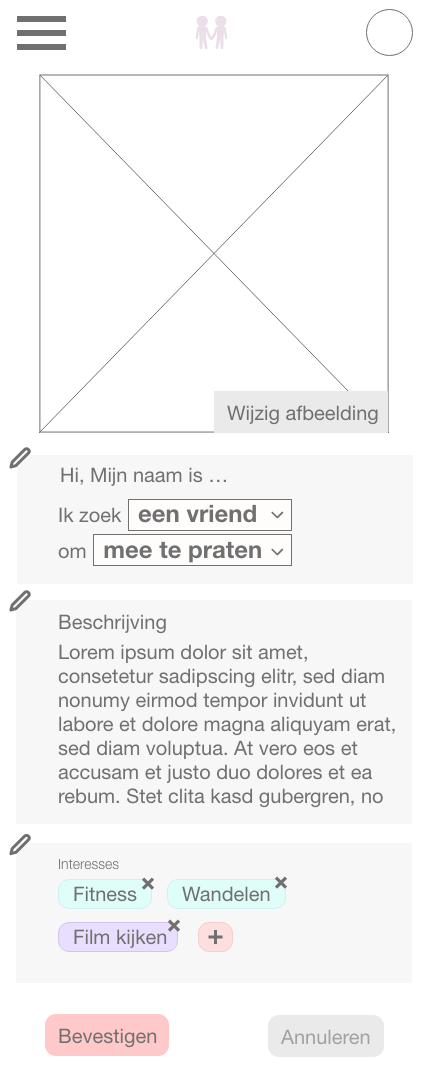 Wijzig afbeelding
Hi, Mijn naam is ...
Ik zoek een vriend
om mee te praten
Beschrijving
Lorem ipsum dolor sit amet,
consetetur sadipscing elitr, sed diam
nonumy eirmod tempor invidunt ut
labore et dolore magna aliquyam erat,
sed diam voluptua. At vero eos et
accusam et justo duo dolores et ea
rebum. Stet clita kasd gubergren, no
Interesses
Fitness Wandelen
Film kijken +
Bevestigen Annuleren